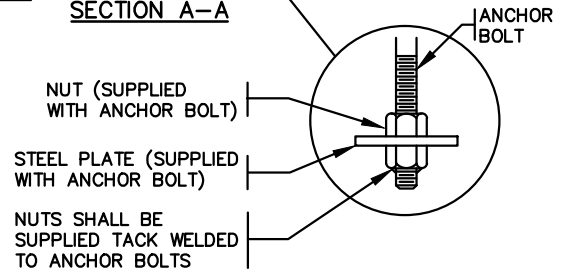 SECTION A–A
ANCHOR
BOLT
NUT (SUPPLIED
WITH ANCHOR BOLT)
STEEL PLATE (SUPPLIED
WITH ANCHOR BOLT)
NUTS SHALL BE
SUPPLIED TACK WELDED
TO ANCHOR BOLTS